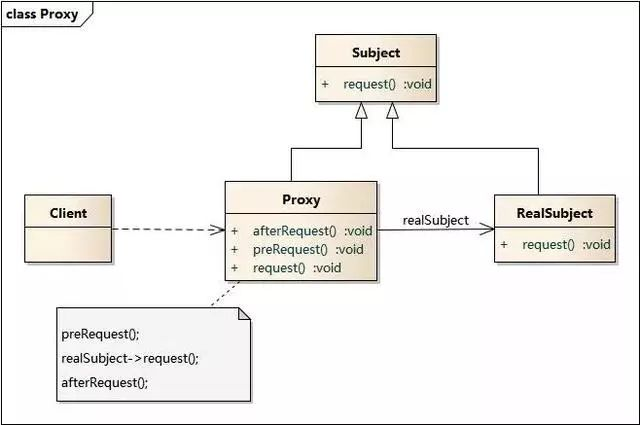 class Proxy
Subject
+ request() :void
Client
Proxy
+ afterRequest() :void
+ preRequest() :void
+ request() :void
realSubject
RealSubject
+ request() :void
preRequest();
realSubject->request();
afterRequest();